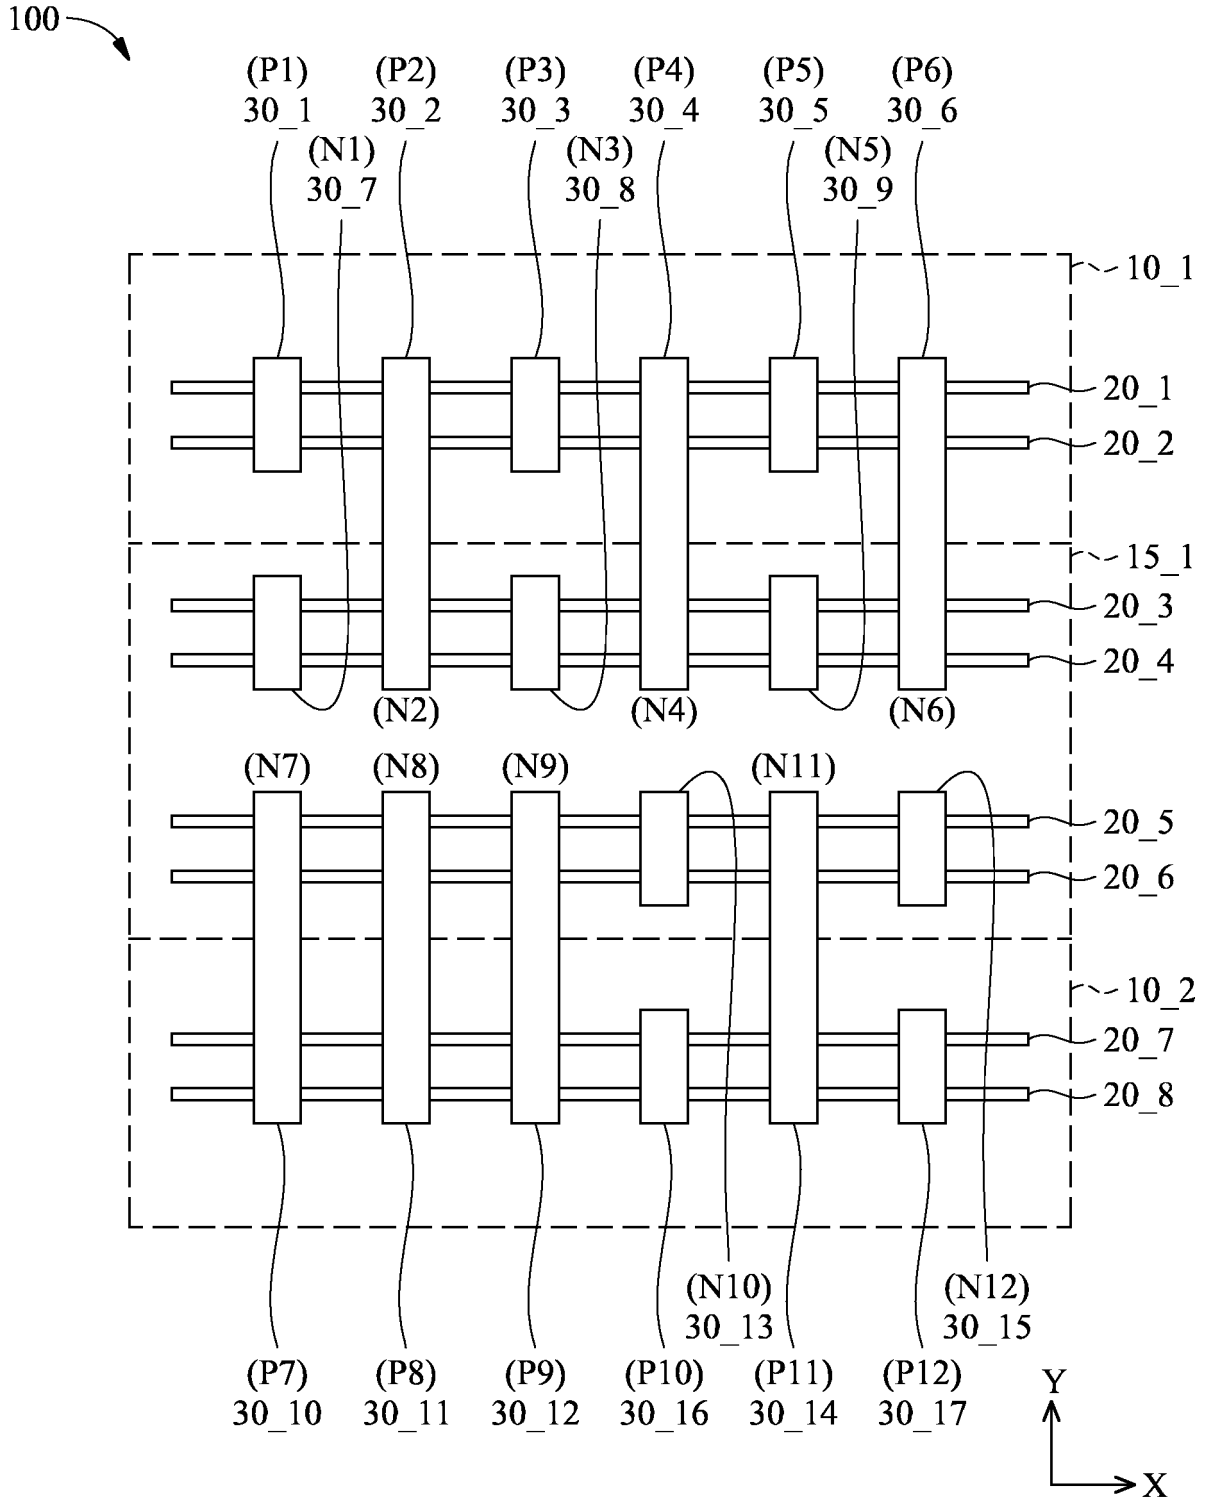 100
(P1) (P2) (P3) (P4) (P5) (P6)
30_1 30_2 30_3 30_4 30_5 30_6
(N1) (N3) (N5)
30_7 30_8 30_9
10_1
20_1
20_2
15_1
20_3
20_4
(N2) (N4) (N6)
(N7) (N8) (N9) (N11)
20_5
20_6
10_2
20_7
20_8
(N10) (N12)
30_13 30_15
(P7) (P8) (P9) (P10) (P11) (P12)
30_10 30_11 30_12 30_16 30_14 30_17
Y
X